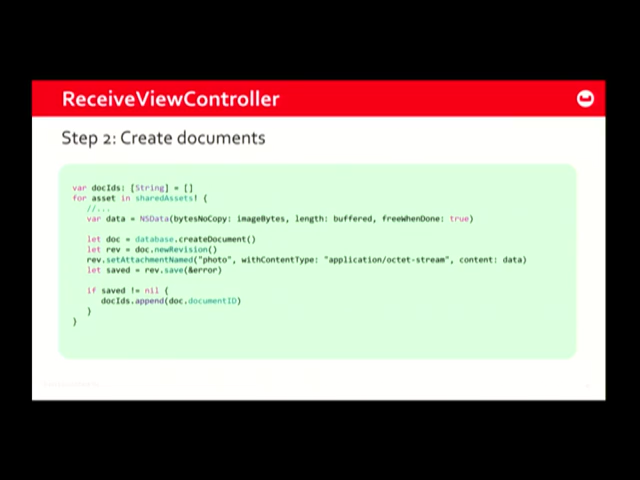 ReceiveViewController
Step 2: Create documents
var docIds: [String] = []
for asset in sharedAssets! {
//...
var data = NSData(bytesNoCopy: imageBytes, length: buffered, freeWhenDone: true)
let doc = database.createDocument()
let rev = doc.newRevision()
rev.setAttachmentNamed("photo", withContentType: "application/octet-stream", content: data)
let saved = rev.save(&error)
if saved != nil {
docIds.append(doc.documentID)
}
}